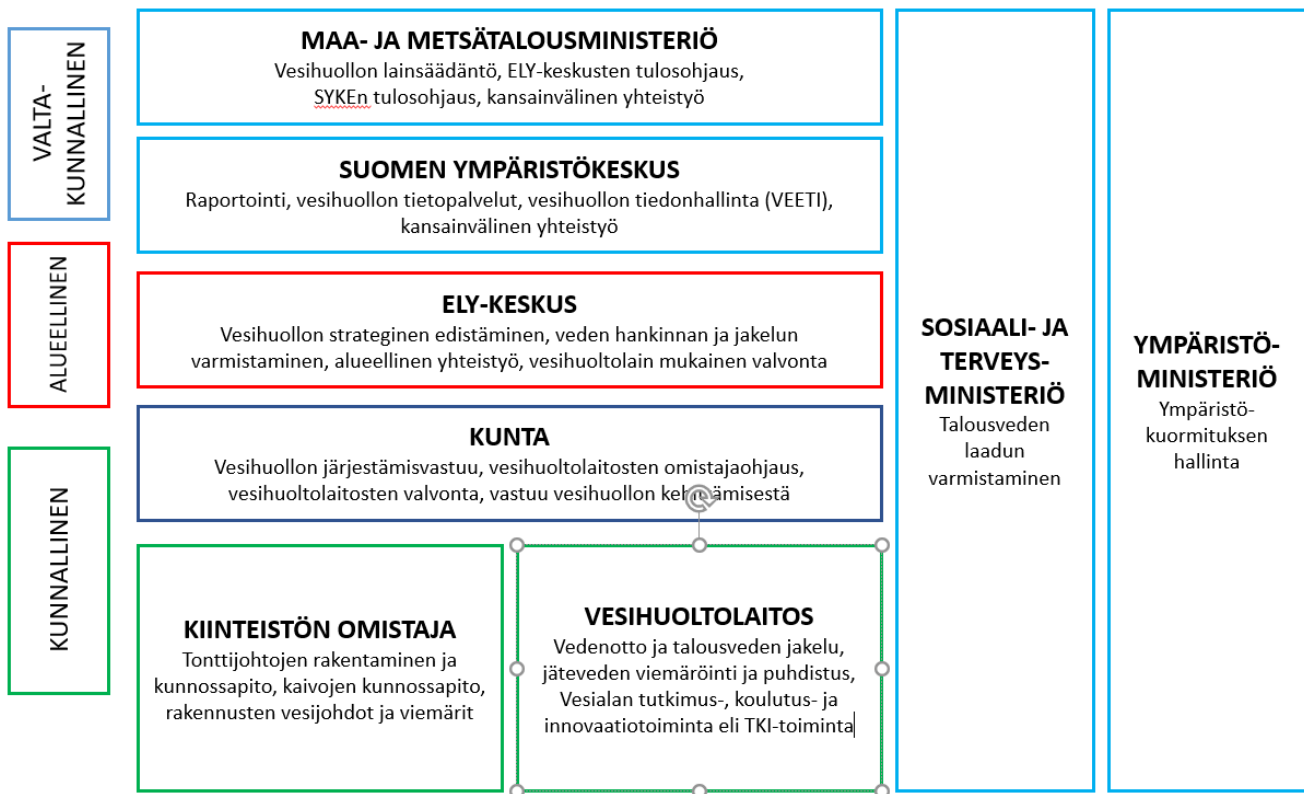 VALTA-
KUNNALLINEN
MAA- JA METSÄTALOUSMINISTERIÖ
Vesihuollon lainsäädäntö, ELY-keskusten tulosohjaus,
SYKEn tulosohjaus, kansainvälinen yhteistyö
SUOMEN YMPÄRISTÖKESKUS
Raportointi, vesihuollon tietopalvelut, vesihuollon tiedonhallinta (VEETI),
kansainvälinen yhteistyö
ALUEELLINEN
ELY-KESKUS
Vesihuollon strateginen edistäminen, veden hankinnan ja jakelun
varmistaminen, alueellinen yhteistyö, vesihuoltolain mukainen valvonta
KUNNALLINEN
KUNTA
Vesihuollon järjestämisvastuu, vesihuoltolaitosten omistajaohjaus,
vesihuoltolaitosten valvonta, vastuu vesihuollon
KIINTEISTÖN OMISTAJA
Tonttijohtojen rakentaminen ja
kunnossapito, kaivojen kunnossapito,
rakennusten vesijohdot ja viemärit
VESIHUOLTOLAITOS
Vedenotto ja talousveden jakelu,
jäteveden viemäröinti ja puhdistus,
Vesialan tutkimus-, koulutus- ja
innovaatiotoiminta eli TKI-toiminta
SOSIAALI- JA
TERVEYS-
MINISTERIÖ
Talousveden
laadun
varmistaminen
YMPÄRISTÖ-
MINISTERIÖ
Ympäristö-
kuormituksen
hallinta